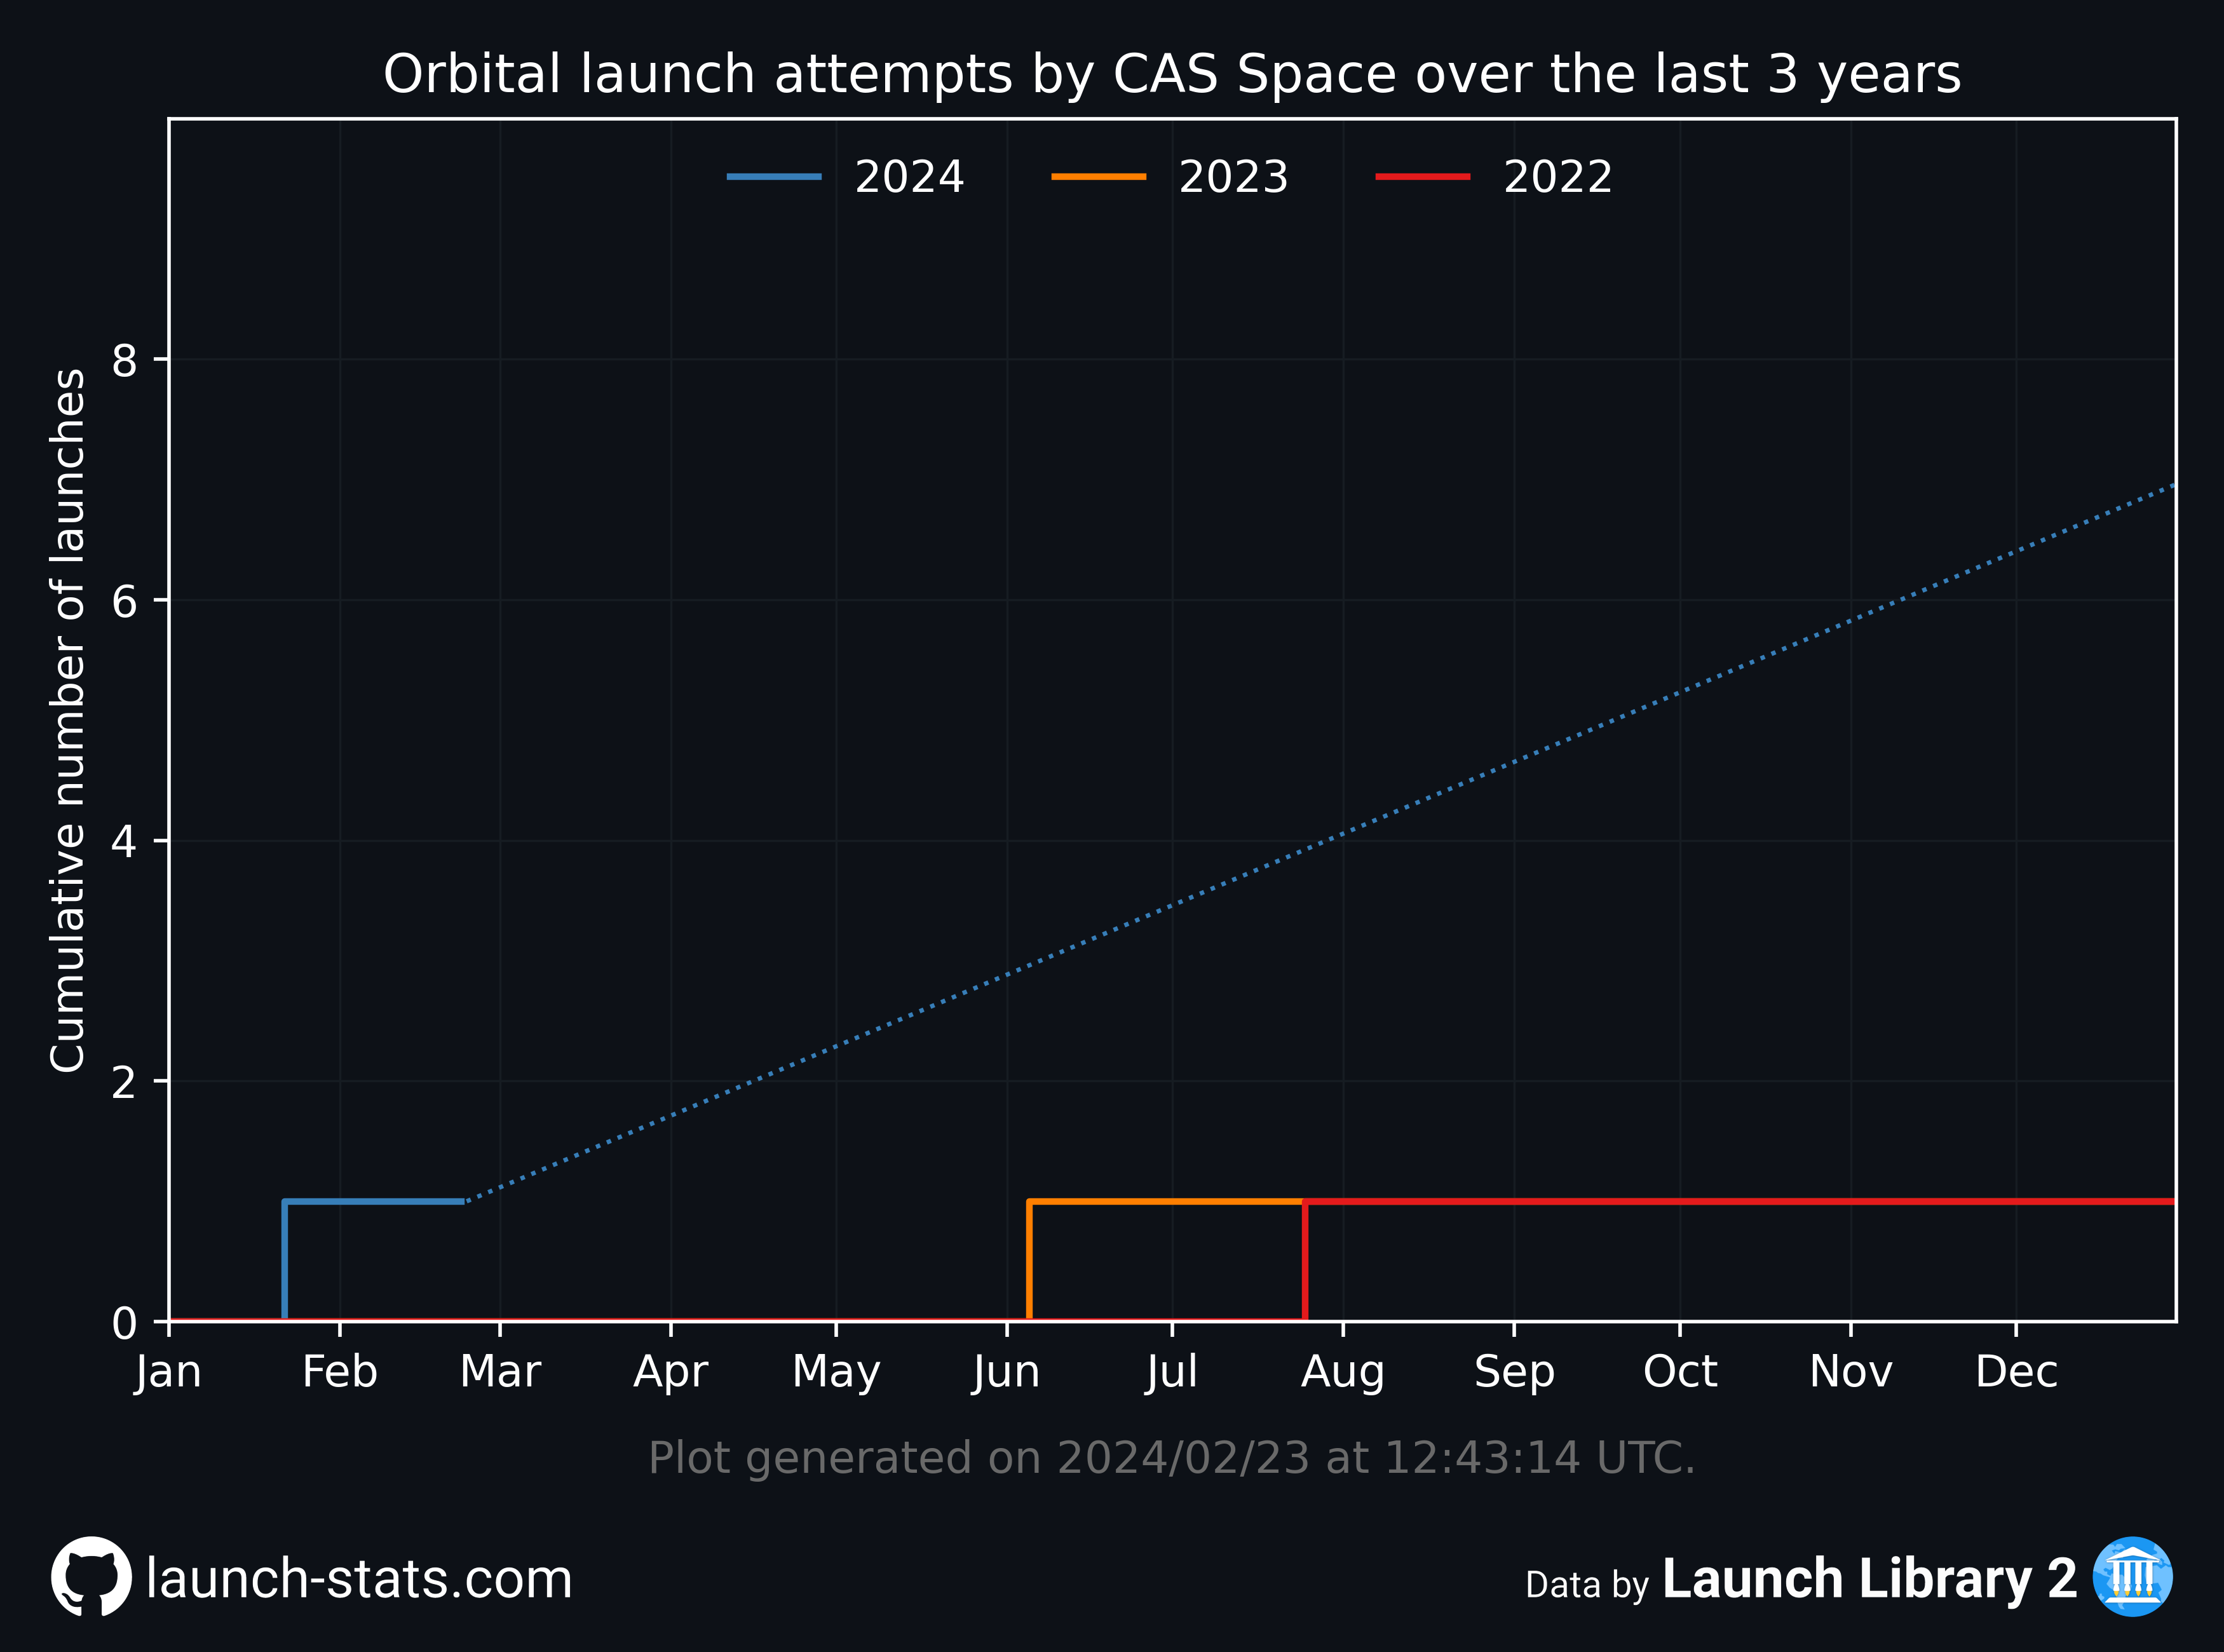 Orbital launch attempts by CAS Space over the last 3 years
2024 2023 2022
Cumulative number of launches
8
6
4
2
0
Jan Feb Mar Apr May Jun Jul Aug Sep Oct Nov Dec
Plot generated on 2024/02/23 at 12:43:14 UTC.
launch-stats.com
Data by Launch Library 2